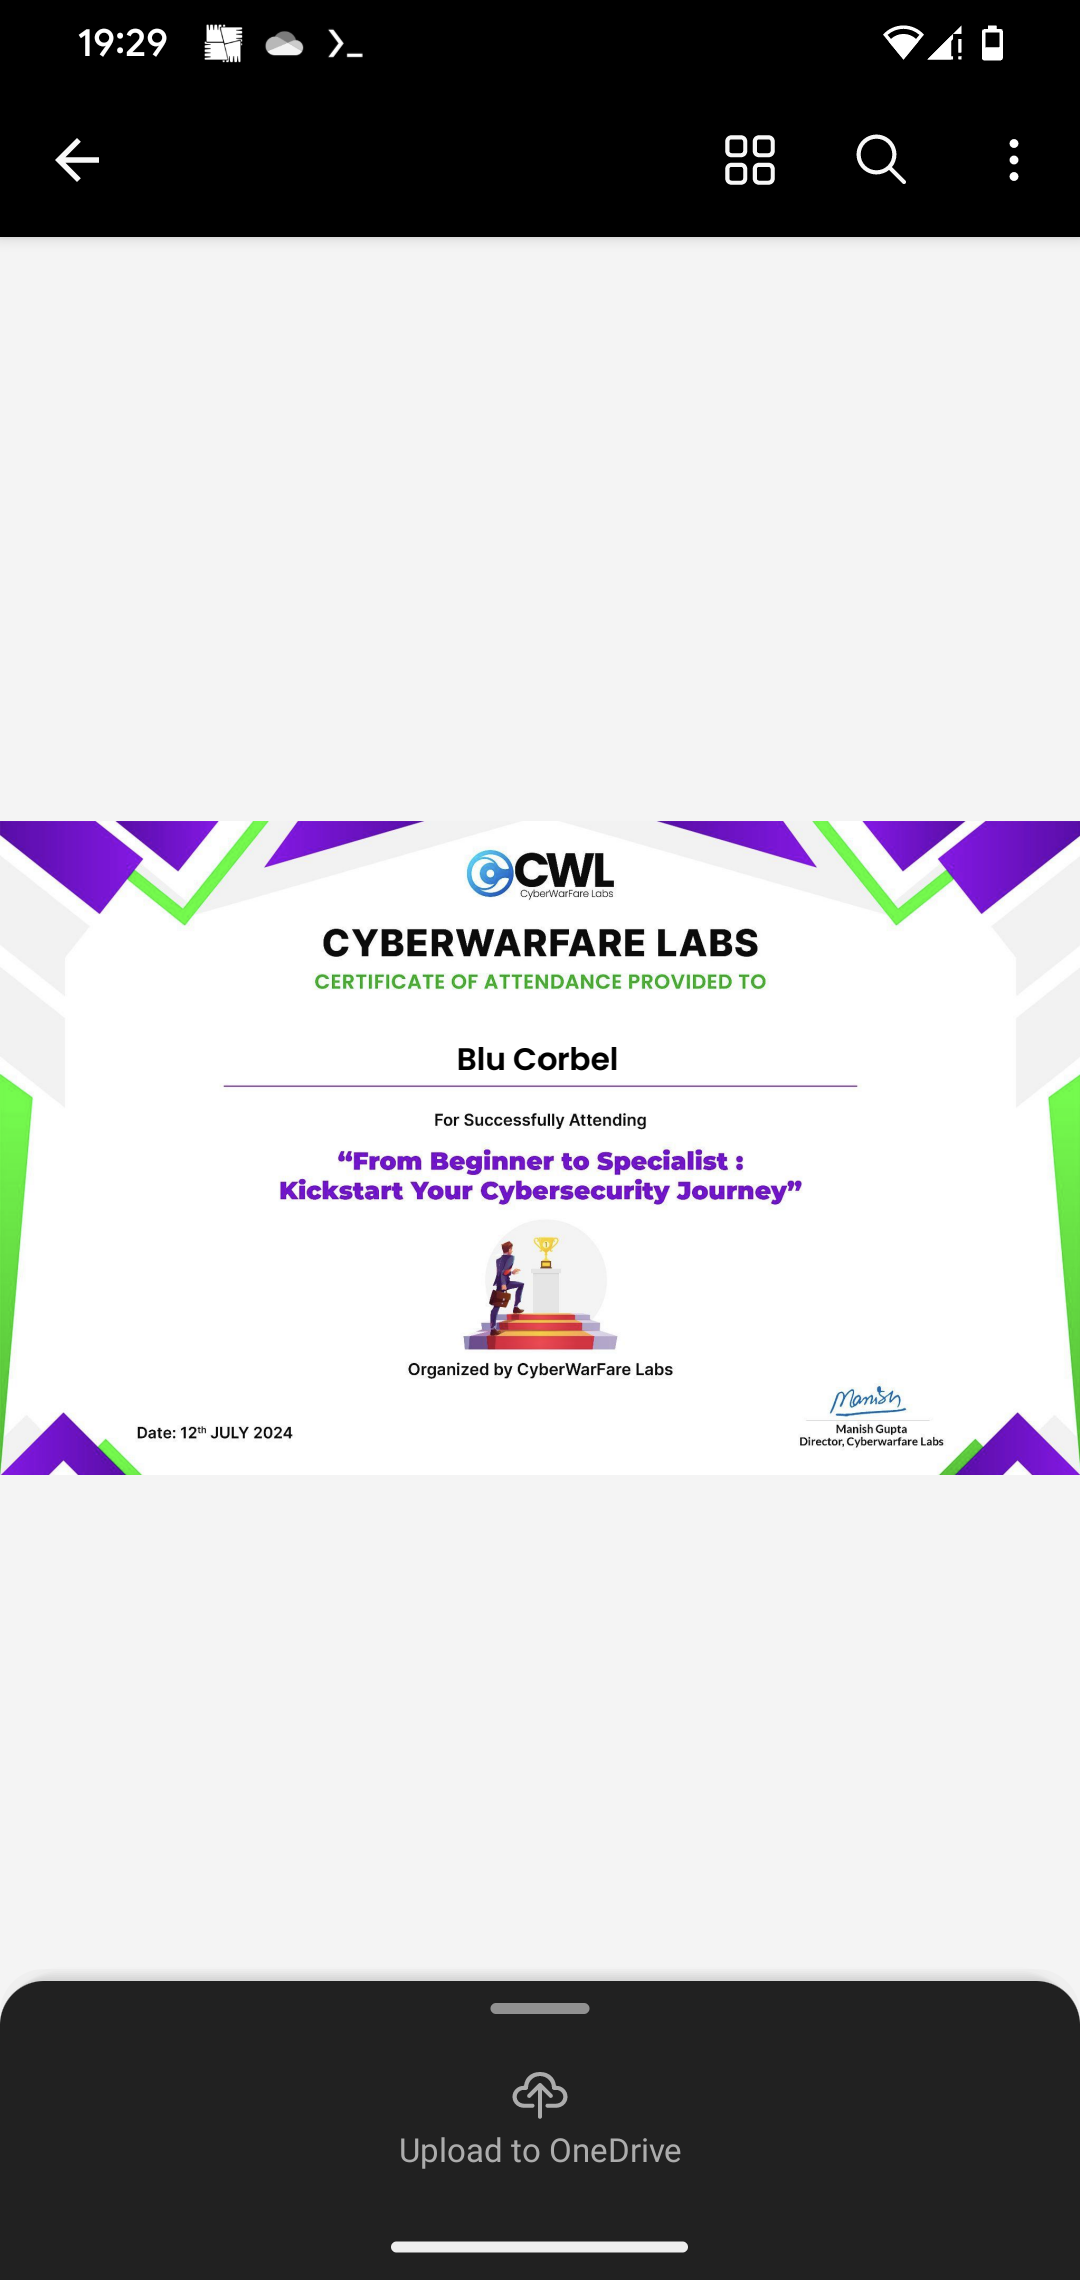 19:29
CWL
CyberWarFare Labs
CYBERWARFARE LABS
CERTIFICATE OF ATTENDANCE PROVIDED TO
Blu Corbel
For Successfully Attending
“From Beginner to Specialist :
Kickstart Your Cybersecurity Journey”
Organized by CyberWarFare Labs
Manish
Date: 12th JULY 2024
Manish Gupta
Director, Cyberwarfare Labs
Upload to OneDrive